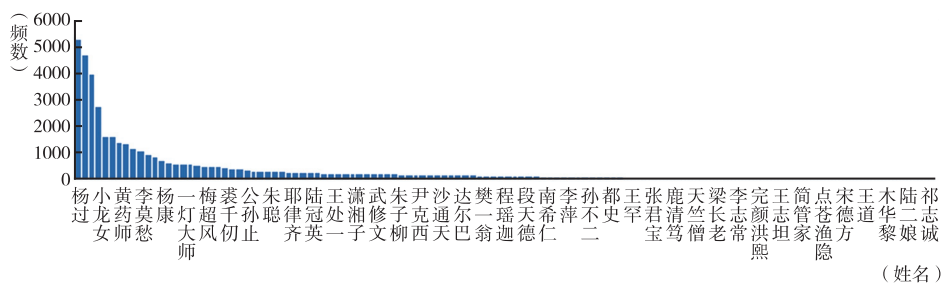 （频数）
6000
5000
4000
3000
2000
1000
0
杨过
小龙女
黄药师
李莫愁
杨康
一灯大师
梅超风
裘千仞
公孙止
朱聪
耶律齐
陆冠英
王处一
潇湘子
武修文
朱子柳
尹克西
沙通天
达尔巴
樊一翁
程瑶迦
段天德
南希仁
李萍
孙不二
都史
王罕
张君宝
鹿清笃
天竺僧
梁长老
李志常
完颜洪熙
王志坦
简管家
点苍渔隐
宋德方
王道
木华黎
陆二娘
祁志诚
（姓名）